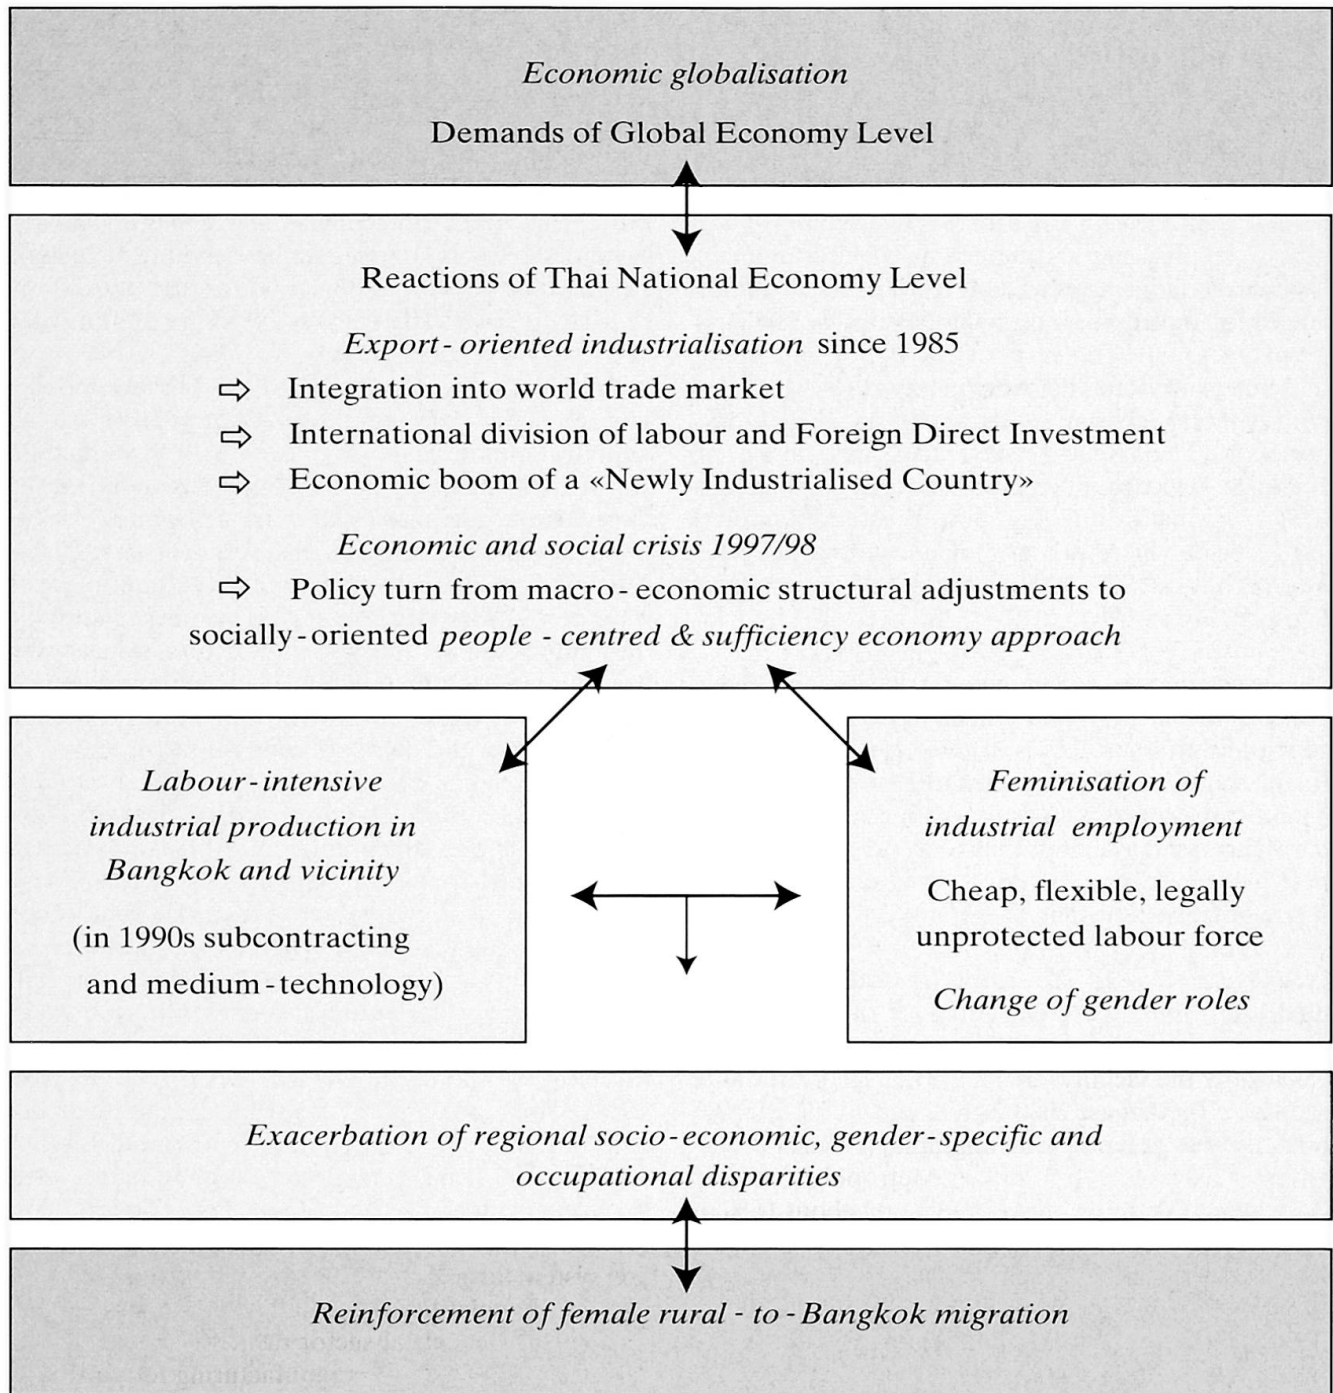 Economic globalisation
Demands of Global Economy Level
Reactions of Thai National Economy Level
Export-oriented industrialisation since 1985
⇨ Integration into world trade market
⇨ International division of labour and Foreign Direct Investment
⇨ Economic boom of a «Newly Industrialised Country»
Economic and social crisis 1997/98
⇨ Policy turn from macro-economic structural adjustments to
socially-oriented people-centred & sufficiency economy approach
Labour-intensive
industrial production in
Bangkok and vicinity
(in 1990s subcontracting
and medium-technology)
Feminisation of
industrial employment
Cheap, flexible, legally
unprotected labour force
Change of gender roles
Exacerbation of regional socio-economic, gender-specific and
occupational disparities
Reinforcement of female rural-to-Bangkok migration